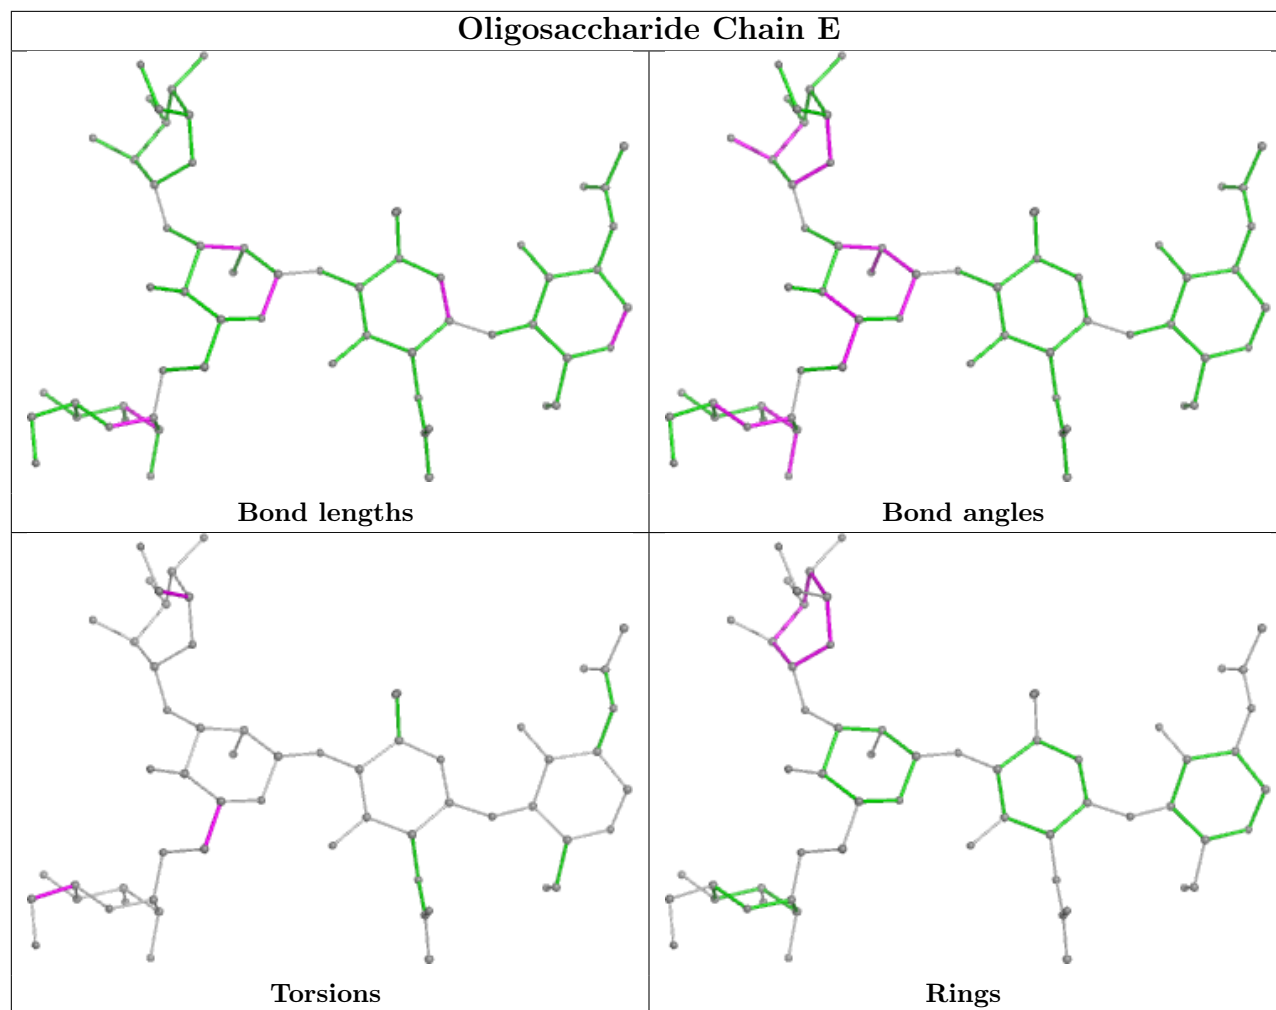 Oligosaccharide Chain E
Bond lengths
Bond angles
Torsions
Rings